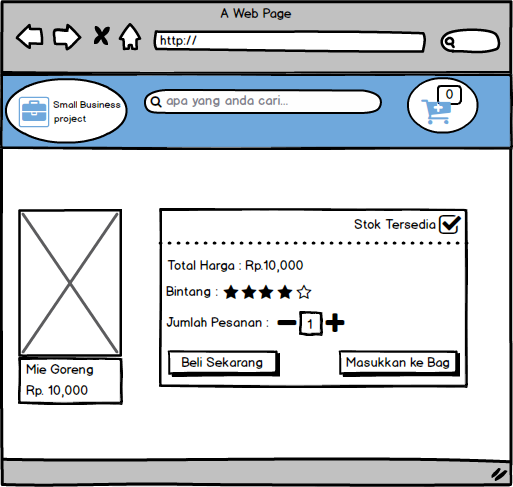 A Web Page
http://
Small Business
project
apa yang anda cari...
0
Stok Tersedia
Total Harga : Rp.10,000
Bintang :
Jumlah Pesanan : 1
Beli Sekarang
Masukkan ke Bag
Mie Goreng
Rp. 10,000